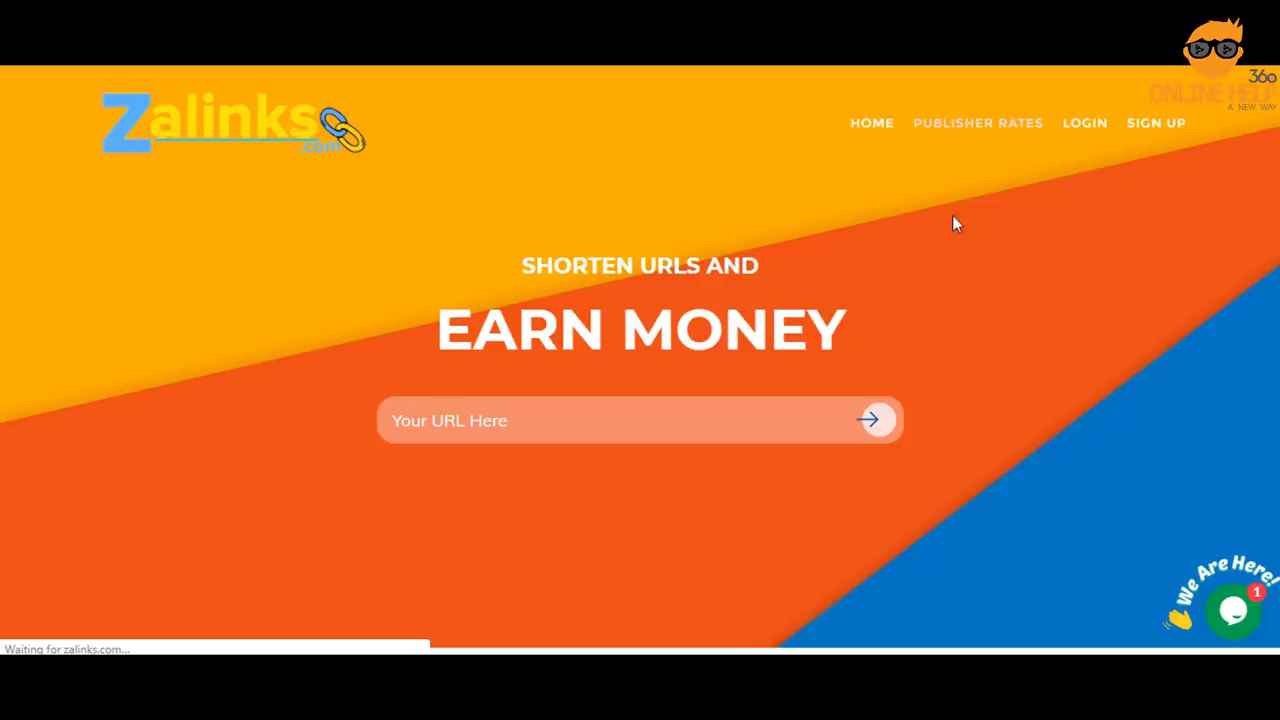 360
ONLINE HELP
A NEW WAY
Zalinks
.com
HOME PUBLISHER RATES LOGIN SIGN UP
SHORTEN URLS AND
EARN MONEY
Your URL Here
We Are Here!
1
Waiting for zalinks.com...